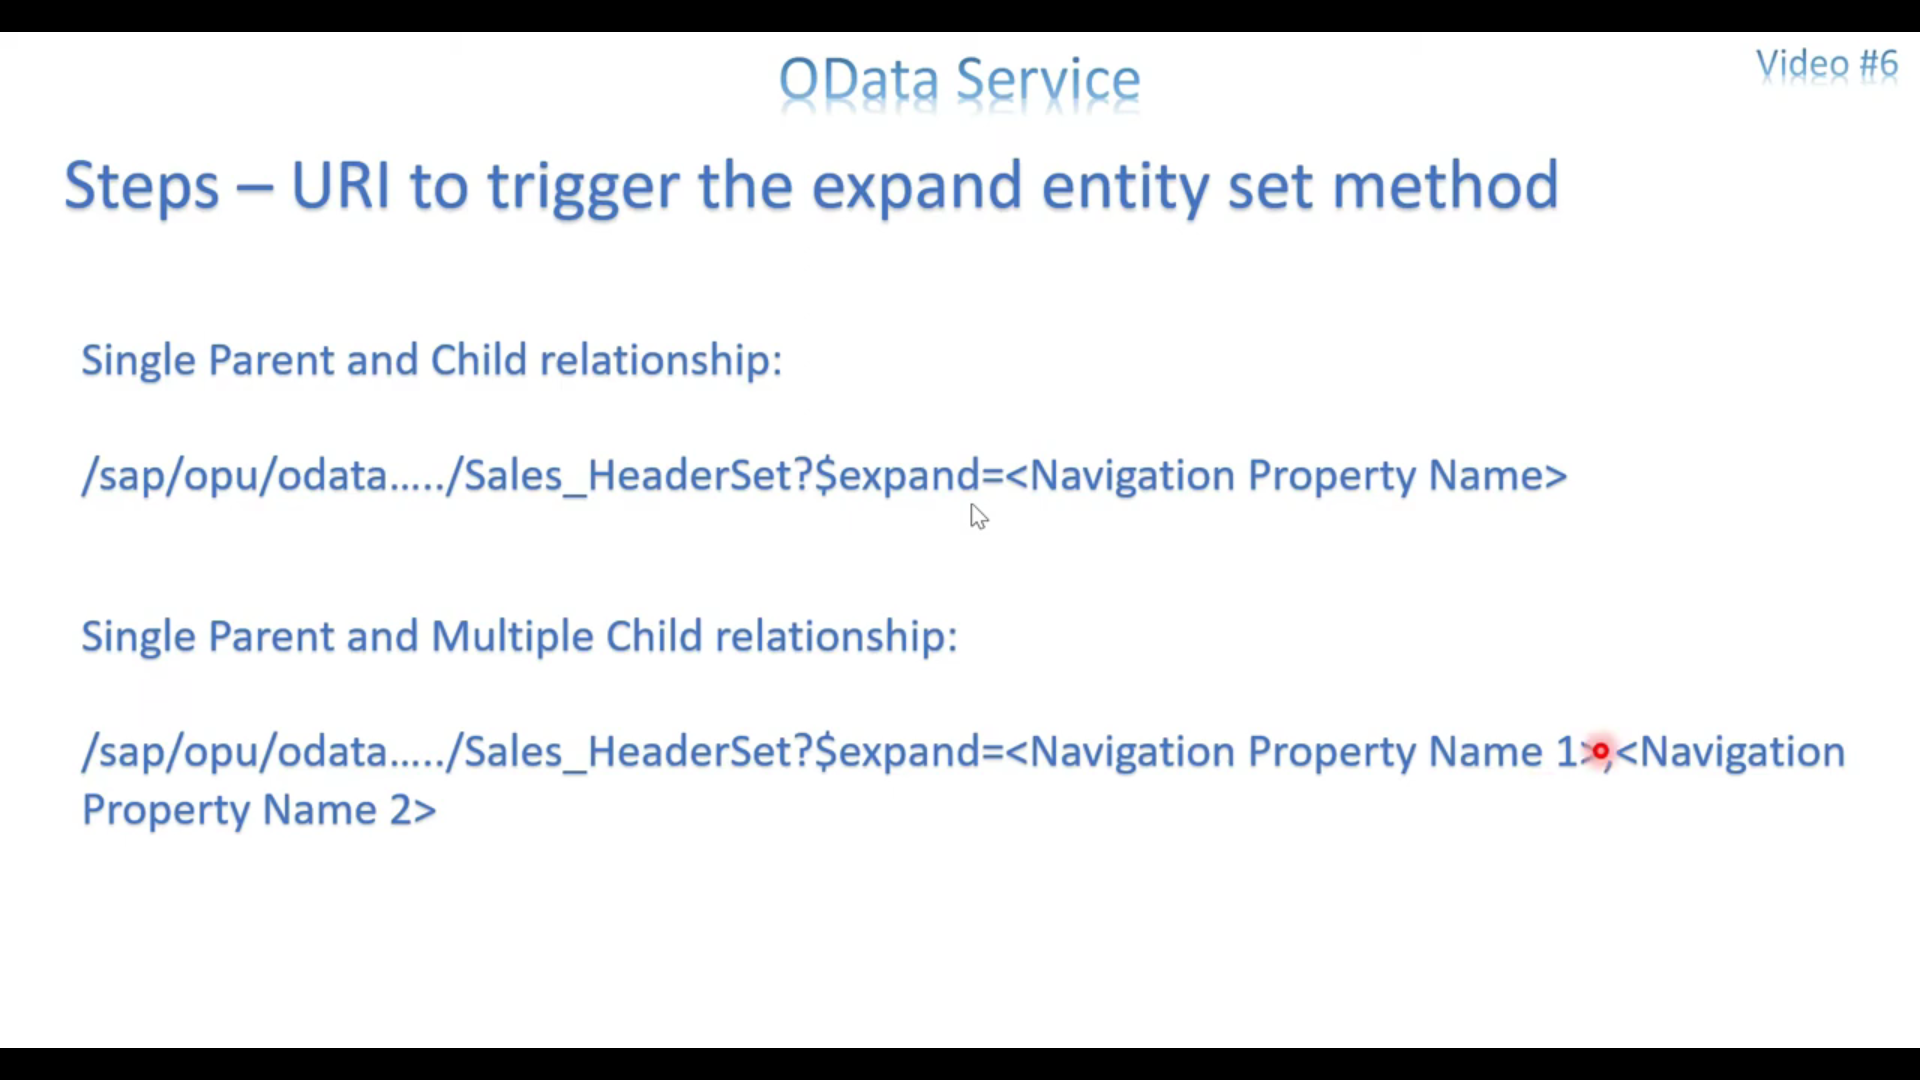 OData Service
Video #6
Steps – URI to trigger the expand entity set method
Single Parent and Child relationship:
/sap/opu/odata...../Sales_HeaderSet?$expand=<Navigation Property Name>
Single Parent and Multiple Child relationship:
/sap/opu/odata...../Sales_HeaderSet?$expand=<Navigation Property Name 1>,<Navigation
Property Name 2>